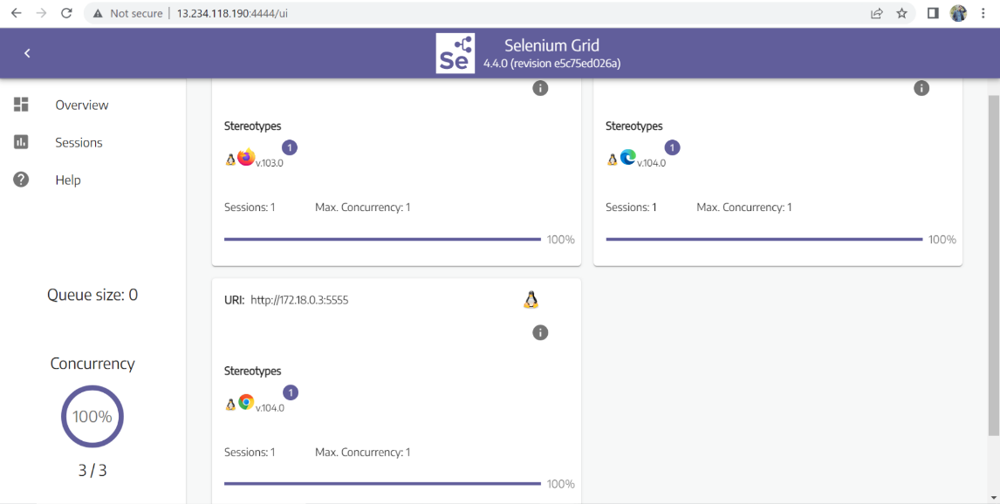 Not secure | 13.234.118.190:4444/ui
Se
Selenium Grid
4.4.0 (revision e5c75ed026a)
Overview
Sessions
Help
Queue size: 0
Concurrency
100%
3 / 3
Stereotypes
1
v.103.0
Sessions: 1 Max. Concurrency: 1
100%
Stereotypes
1
v.104.0
Sessions: 1 Max. Concurrency: 1
100%
URI: http://172.18.0.3:5555
Stereotypes
1
v.104.0
Sessions: 1 Max. Concurrency: 1
100%